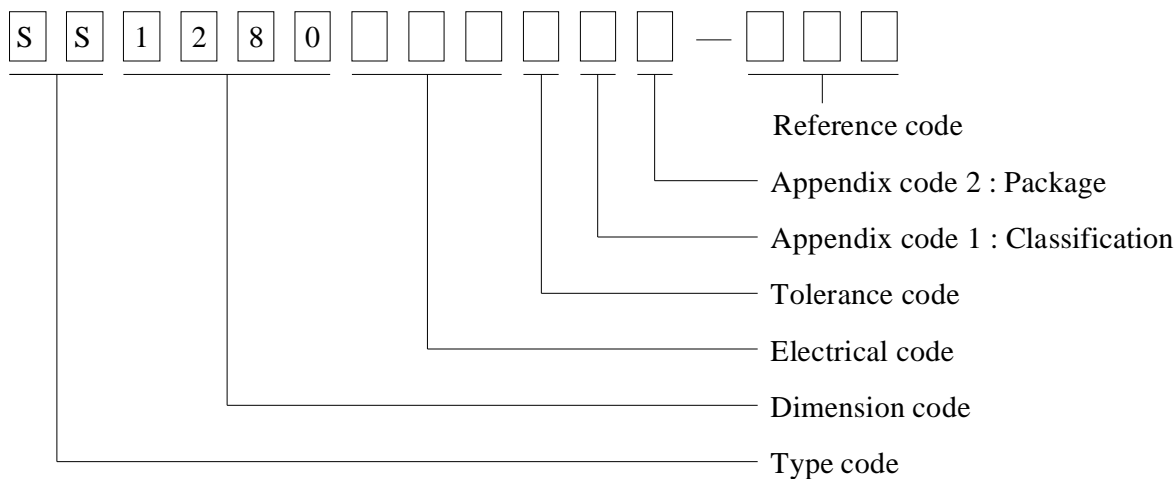 S S 1 2 8 0 —
Reference code
Appendix code 2 : Package
Appendix code 1 : Classification
Tolerance code
Electrical code
Dimension code
Type code